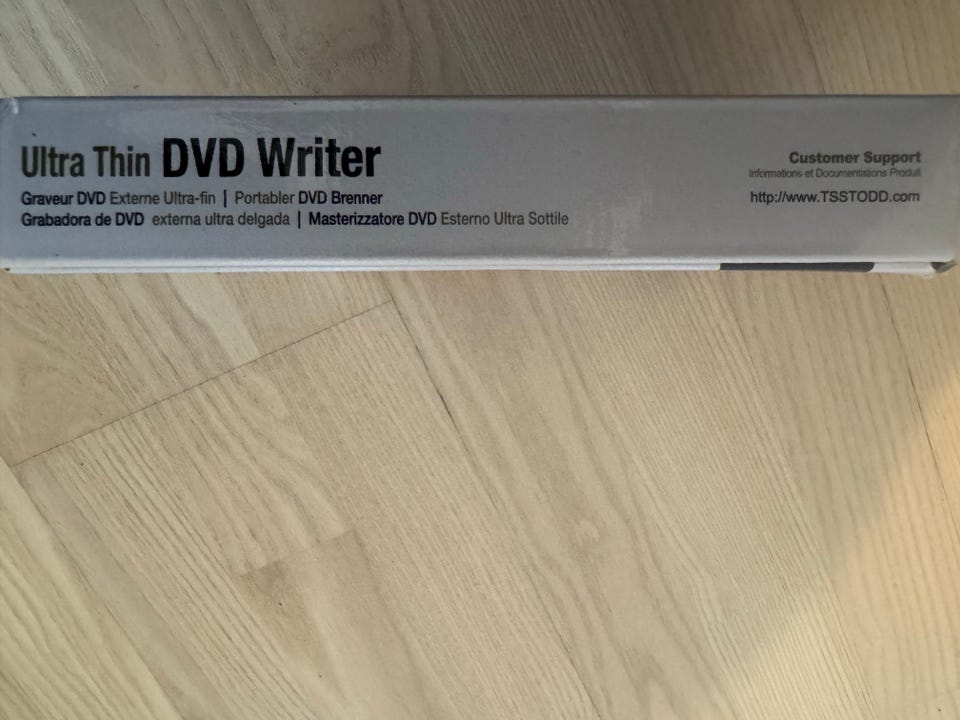 Ultra Thin DVD Writer
Graveur DVD Externe Ultra-fin | Portabler DVD Brenner
Grabadora de DVD externa ultra delgada | Masterizzatore DVD Esterno Ultra Sottile
Customer Support
Informations et Documentations Produit
http://www.TSSTODD.com